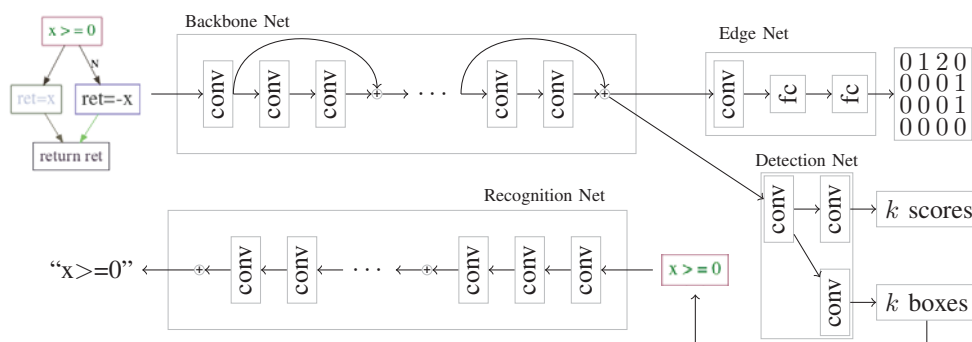 Backbone Net
x >= 0
N
ret=x
ret=-x
return ret
conv
conv
conv
+
· · ·
conv
conv
+
Edge Net
conv
fc
fc
0 1 2 0
0 0 0 1
0 0 0 1
0 0 0 0
Detection Net
conv
conv
k scores
conv
k boxes
Recognition Net
“x>=0”
+
conv
conv
· · ·
+
conv
conv
conv
x >= 0